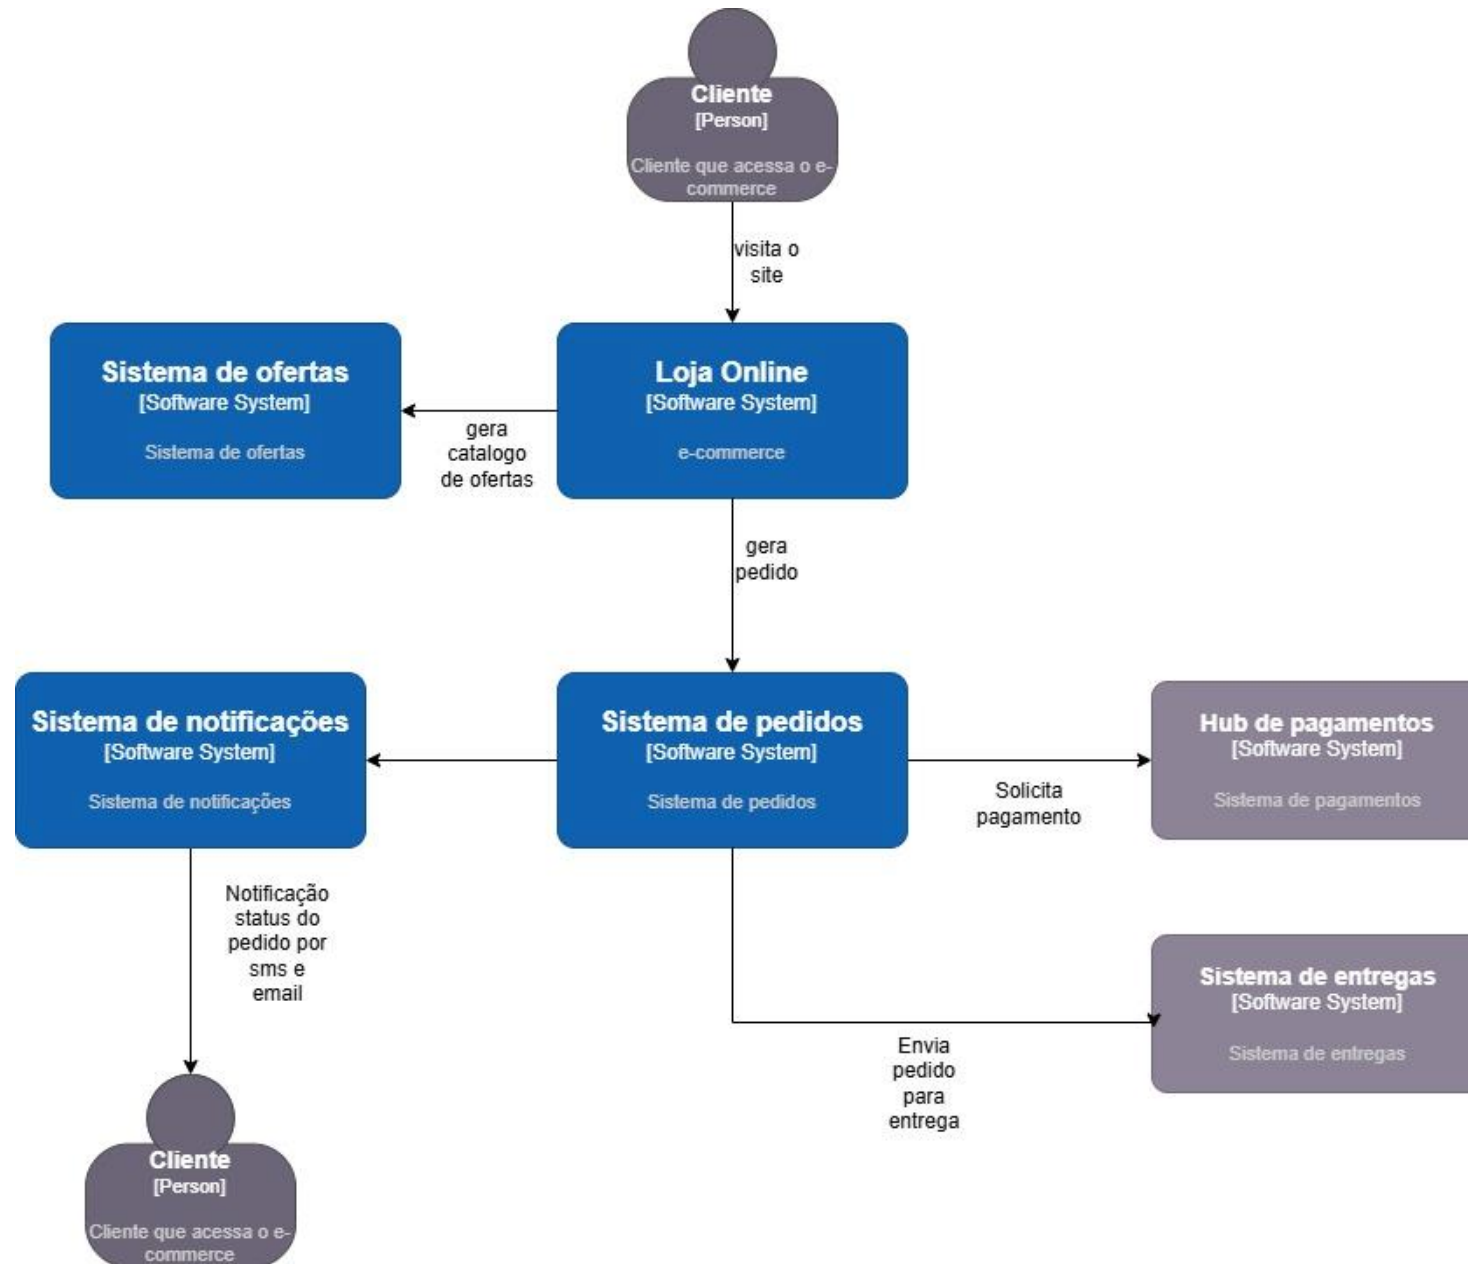 Cliente
[Person]
Cliente que acessa o e-
commerce
visita o
site
Sistema de ofertas
[Software System]
Sistema de ofertas
gera
catalogo
de ofertas
Loja Online
[Software System]
e-commerce
gera
pedido
Sistema de notificações
[Software System]
Sistema de notificações
Sistema de pedidos
[Software System]
Sistema de pedidos
Solicita
pagamento
Hub de pagamentos
[Software System]
Sistema de pagamentos
Notificação
status do
pedido por
sms e
email
Envia
pedido
para
entrega
Sistema de entregas
[Software System]
Sistema de entregas
Cliente
[Person]
Cliente que acessa o e-
commerce